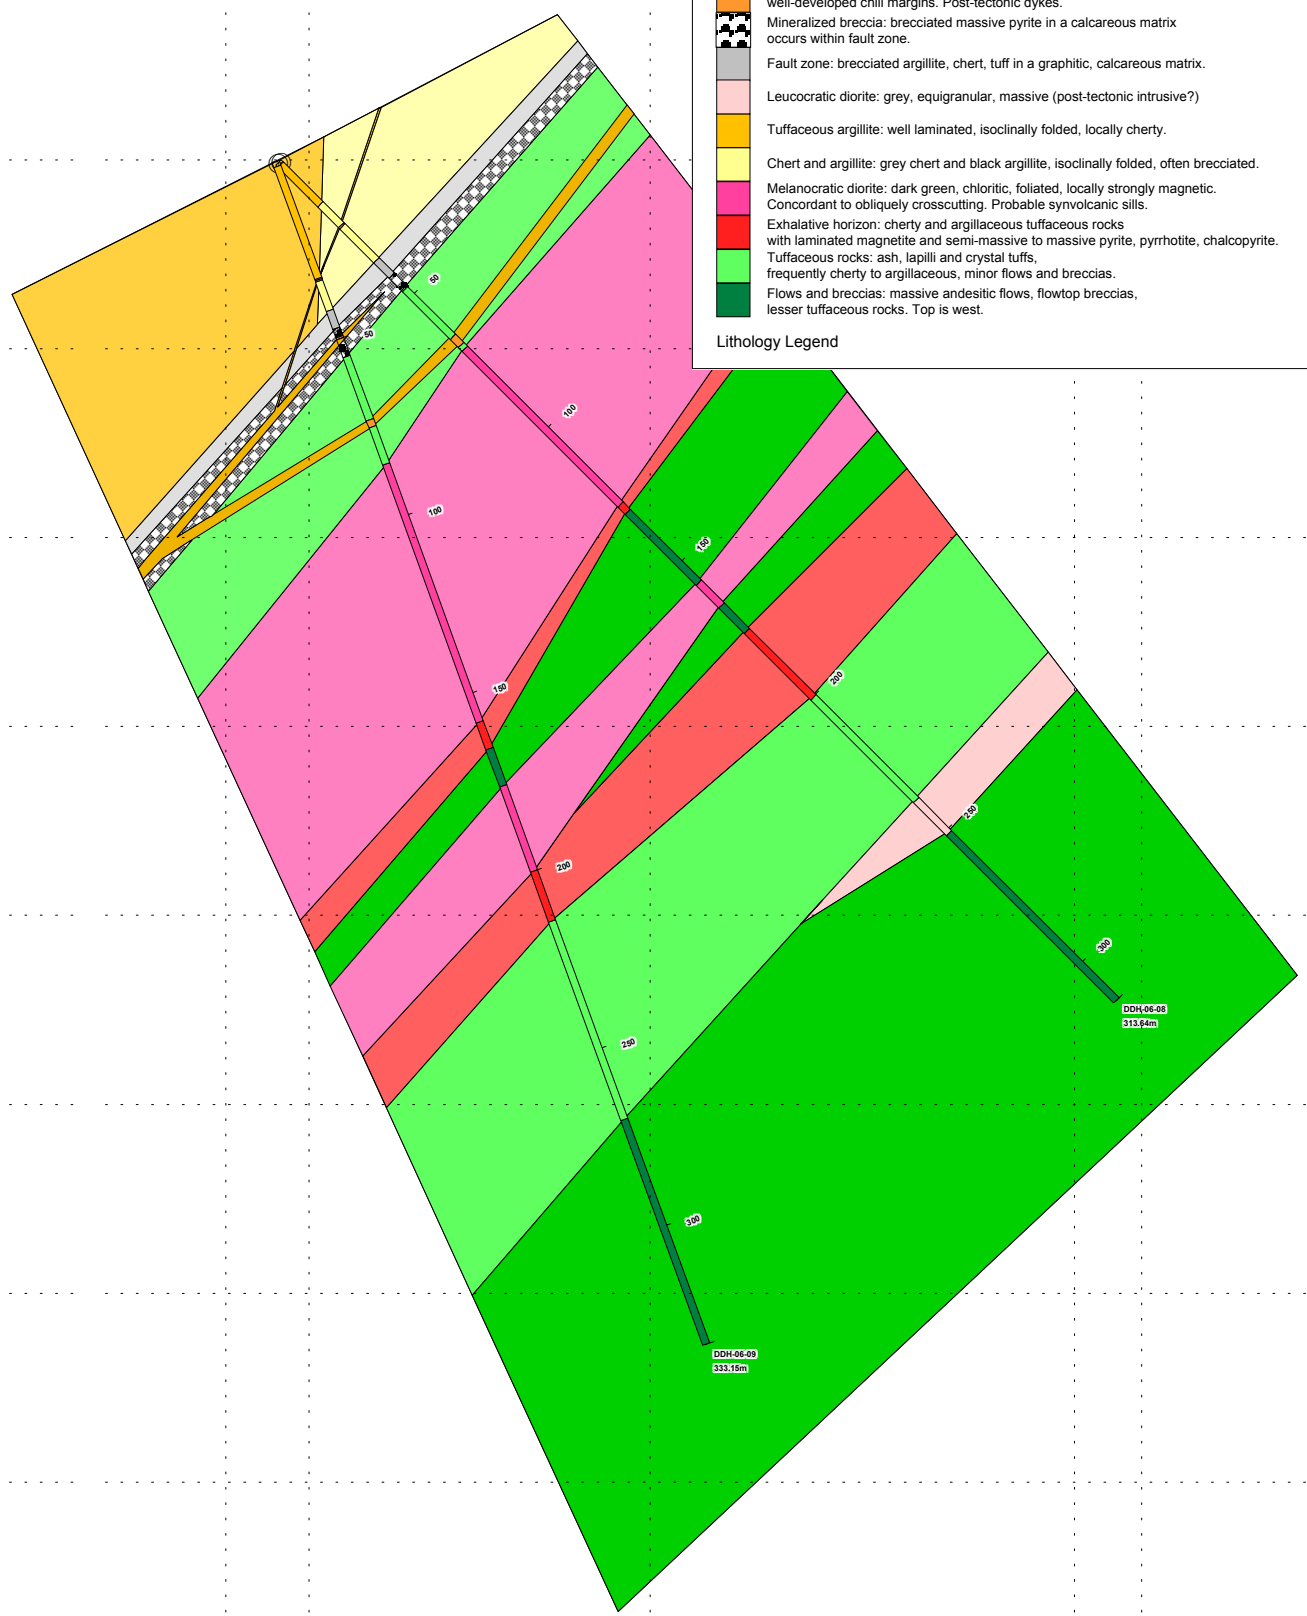 well-developed chill margins. Post-tectonic dykes.
Mineralized breccia: brecciated massive pyrite in a calcareous matrix
occurs within fault zone.
Fault zone: brecciated argillite, chert, tuff in a graphitic, calcareous matrix.
Leucocratic diorite: grey, equigranular, massive (post-tectonic intrusive?)
Tuffaceous argillite: well laminated, isoclinally folded, locally cherty.
Chert and argillite: grey chert and black argillite, isoclinally folded, often brecciated.
Melanocratic diorite: dark green, chloritic, foliated, locally strongly magnetic.
Concordant to obliquely crosscutting. Probable synvolcanic sills.
Exhalative horizon: cherty and argillaceous tuffaceous rocks
with laminated magnetite and semi-massive to massive pyrite, pyrrhotite, chalcopyrite.
Tuffaceous rocks: ash, lapilli and crystal tuffs,
frequently cherty to argillaceous, minor flows and breccias.
Flows and breccias: massive andesitic flows, flowtop breccias,
lesser tuffaceous rocks. Top is west.
Lithology Legend
50
50
100
100
150
150
200
200
250
250
300
DDH-06-08
313.64m
300
DDH-06-09
333.15m